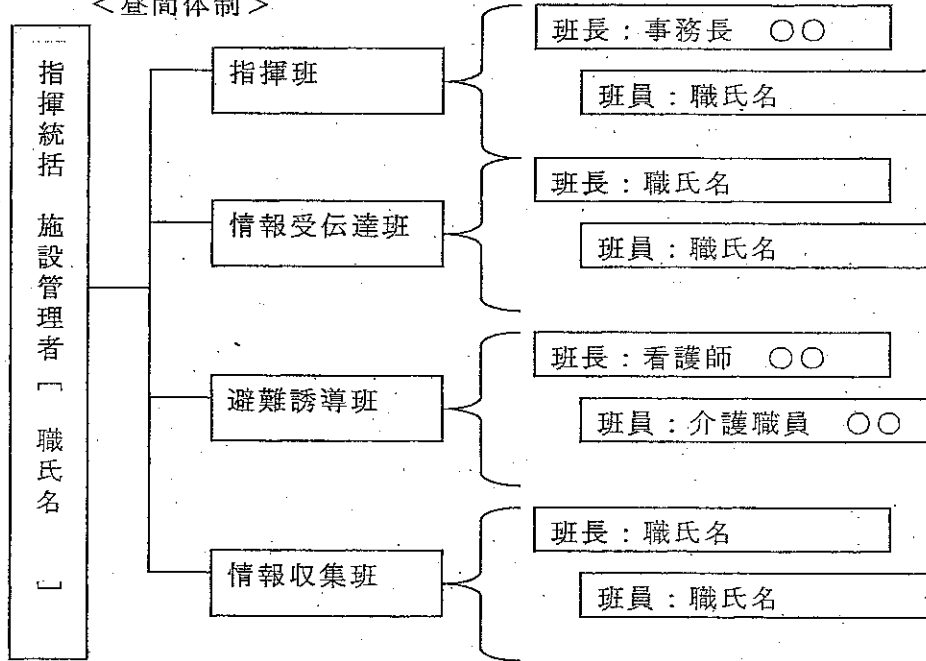 ＜昼間体制＞
指揮統括　施設管理者［　職氏名　］
指揮班
班長：事務長　○○
班員：職氏名
情報受伝達班
班長：職氏名
班員：職氏名
避難誘導班
班長：看護師　○○
班員：介護職員　○○
情報収集班
班長：職氏名
班員：職氏名